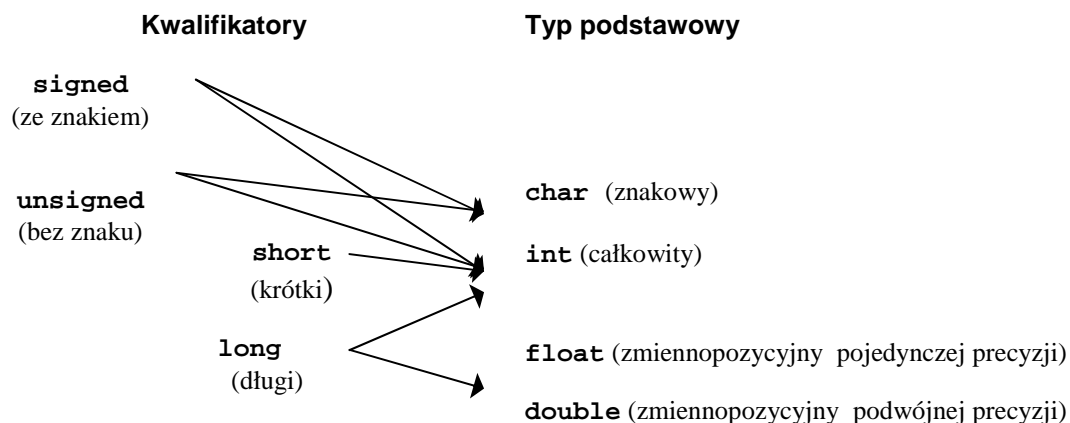 Kwalifikatory
Typ podstawowy
signed
(ze znakiem)
unsigned
(bez znaku)
char (znakowy)
short
(krótki)
int (całkowity)
long
(długi)
float (zmiennopozycyjny pojedynczej precyzji)
double (zmiennopozycyjny podwójnej precyzji)